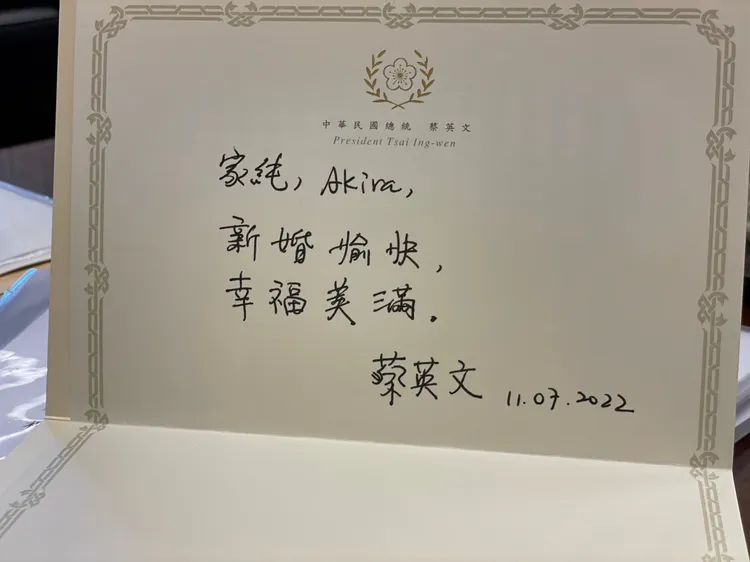 中華民國總統 蔡英文
President Tsai Ing-wen
家純, Akira,
新婚愉快,
幸福美滿.
蔡英文 11.07.2022